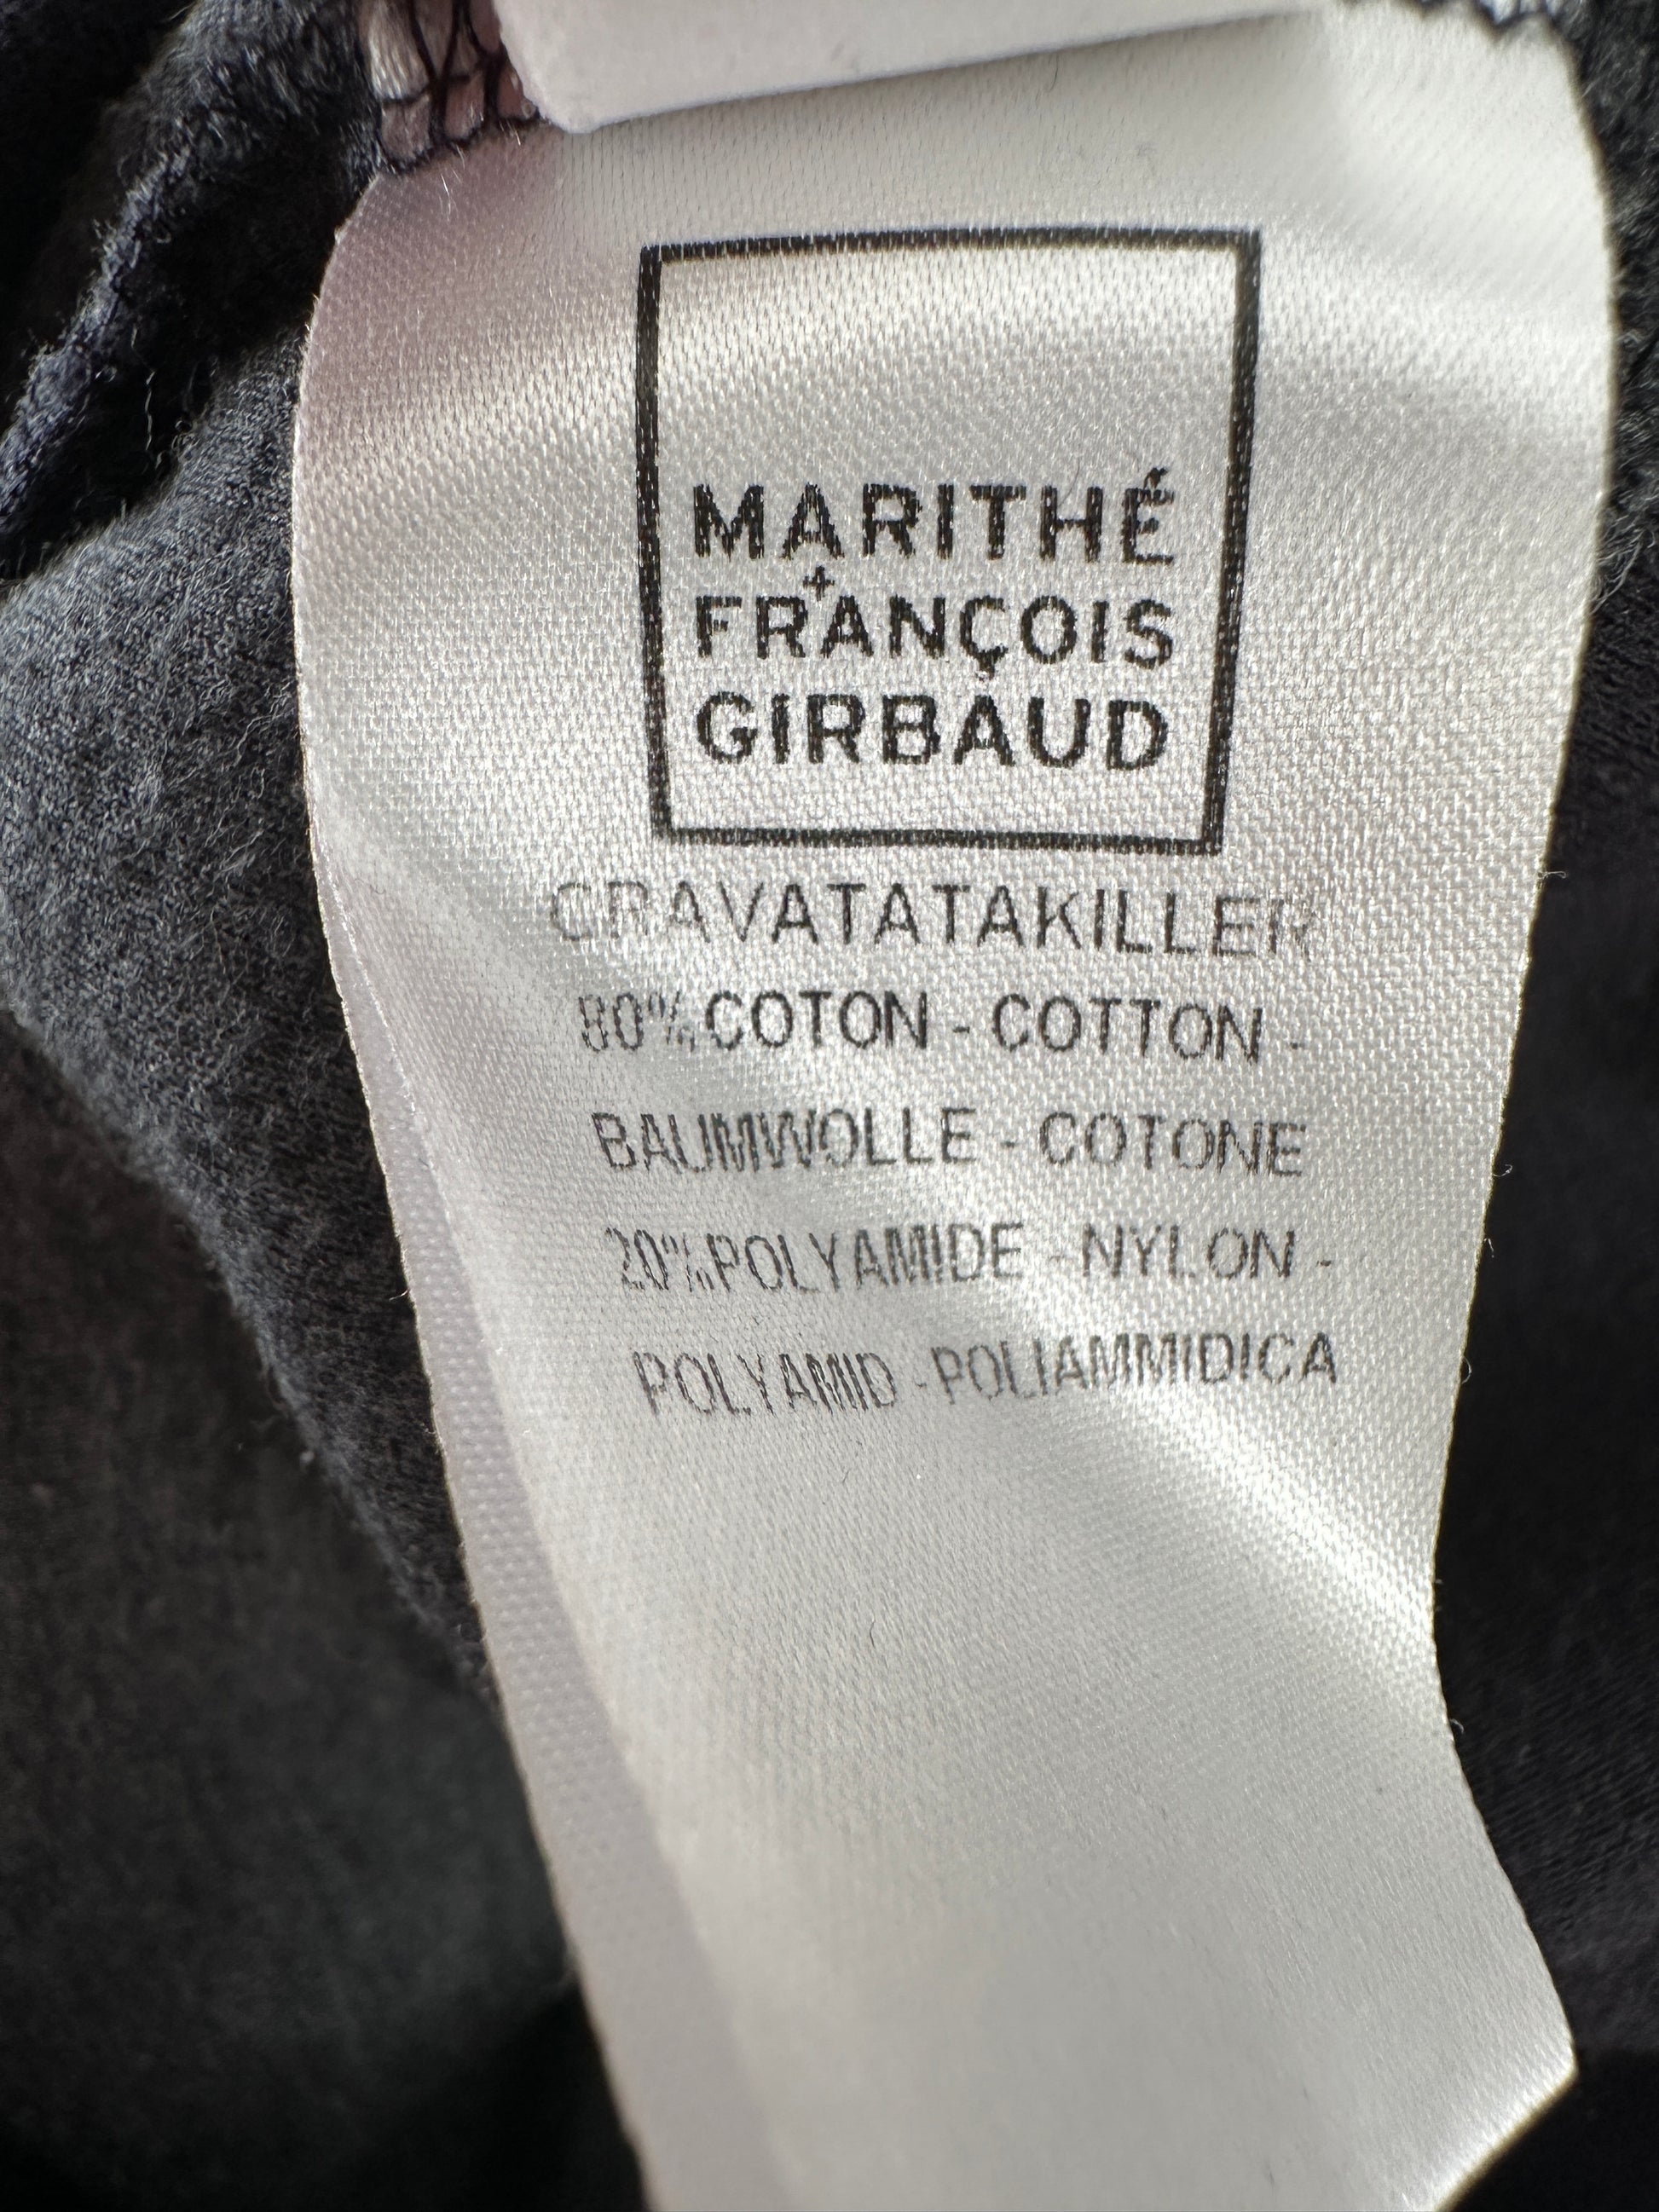 MARITHÉ
+
FRANÇOIS
GIRBAUD
CRAVATATAKILLER
80% COTON - COTTON -
BAUMWOLLE - COTONE
20% POLYAMIDE - NYLON -
POLYAMID - POLIAMMIDICA